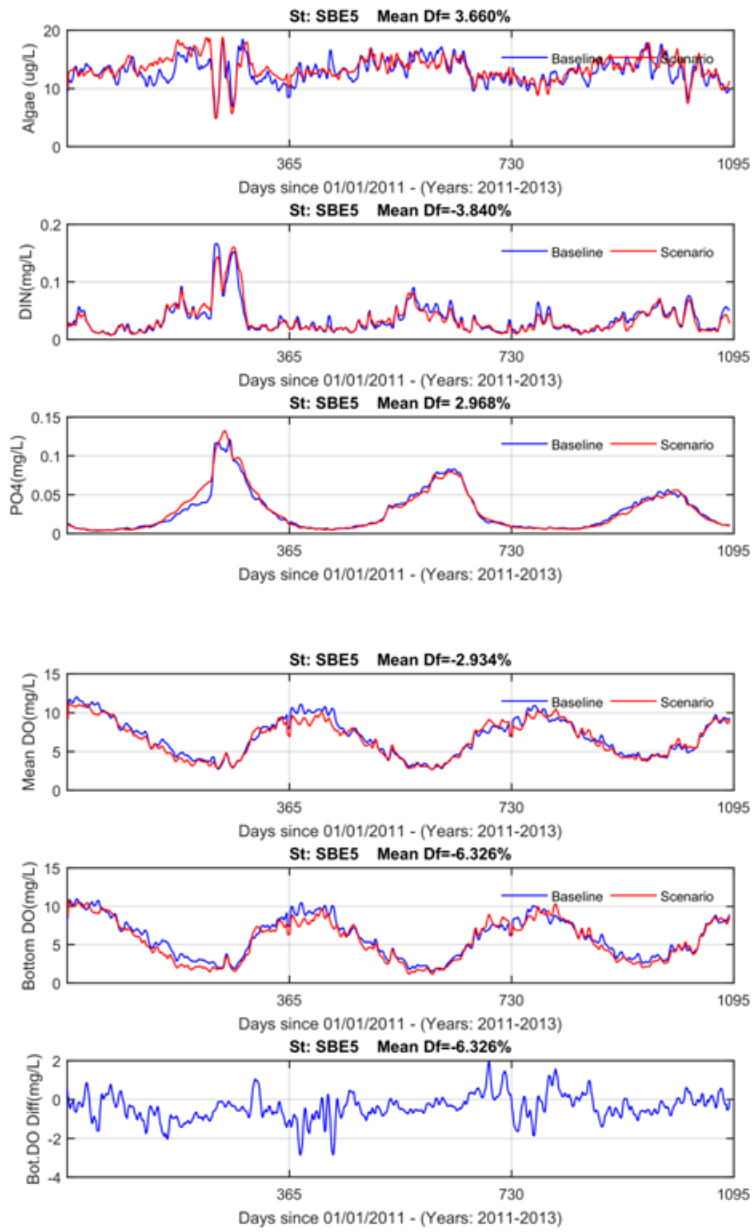 St: SBE5 Mean Df= 3.660%
20
10
0
Algae (ug/L)
Baseline Scenario
365 730 1095
Days since 01/01/2011 - (Years: 2011-2013)
St: SBE5 Mean Df=-3.840%
0.2
0.1
0
DIN(mg/L)
Baseline Scenario
365 730 1095
Days since 01/01/2011 - (Years: 2011-2013)
St: SBE5 Mean Df= 2.968%
0.15
0.1
0.05
0
PO4(mg/L)
Baseline Scenario
365 730 1095
Days since 01/01/2011 - (Years: 2011-2013)
St: SBE5 Mean Df=-2.934%
15
10
5
0
Mean DO(mg/L)
Baseline Scenario
365 730 1095
Days since 01/01/2011 - (Years: 2011-2013)
St: SBE5 Mean Df=-6.326%
15
10
5
0
Bottom DO(mg/L)
Baseline Scenario
365 730 1095
Days since 01/01/2011 - (Years: 2011-2013)
St: SBE5 Mean Df=-6.326%
2
0
-2
-4
Bot.DO Diff(mg/L)
365 730 1095
Days since 01/01/2011 - (Years: 2011-2013)